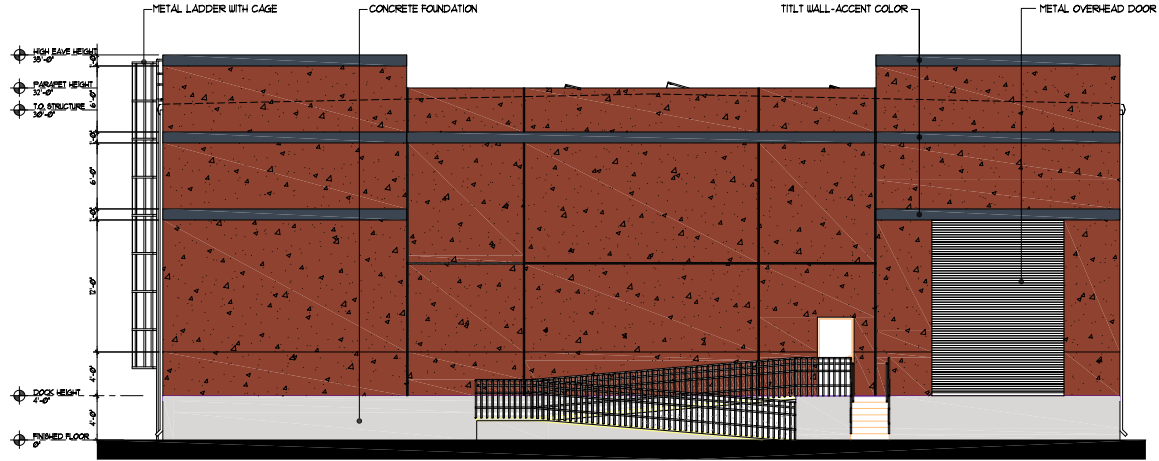 METAL LADDER WITH CAGE
CONCRETE FOUNDATION
TITLT WALL-ACCENT COLOR
METAL OVERHEAD DOOR
HIGH EAVE HEIGHT
35'-0"
PARAPET HEIGHT
32'-0"
T.O. STRUCTURE
30'-0"
6'-0"
6'-0"
12'-0"
4'-0"
DOCK HEIGHT
4'-0"
4'-0"
FINISHED FLOOR
0'